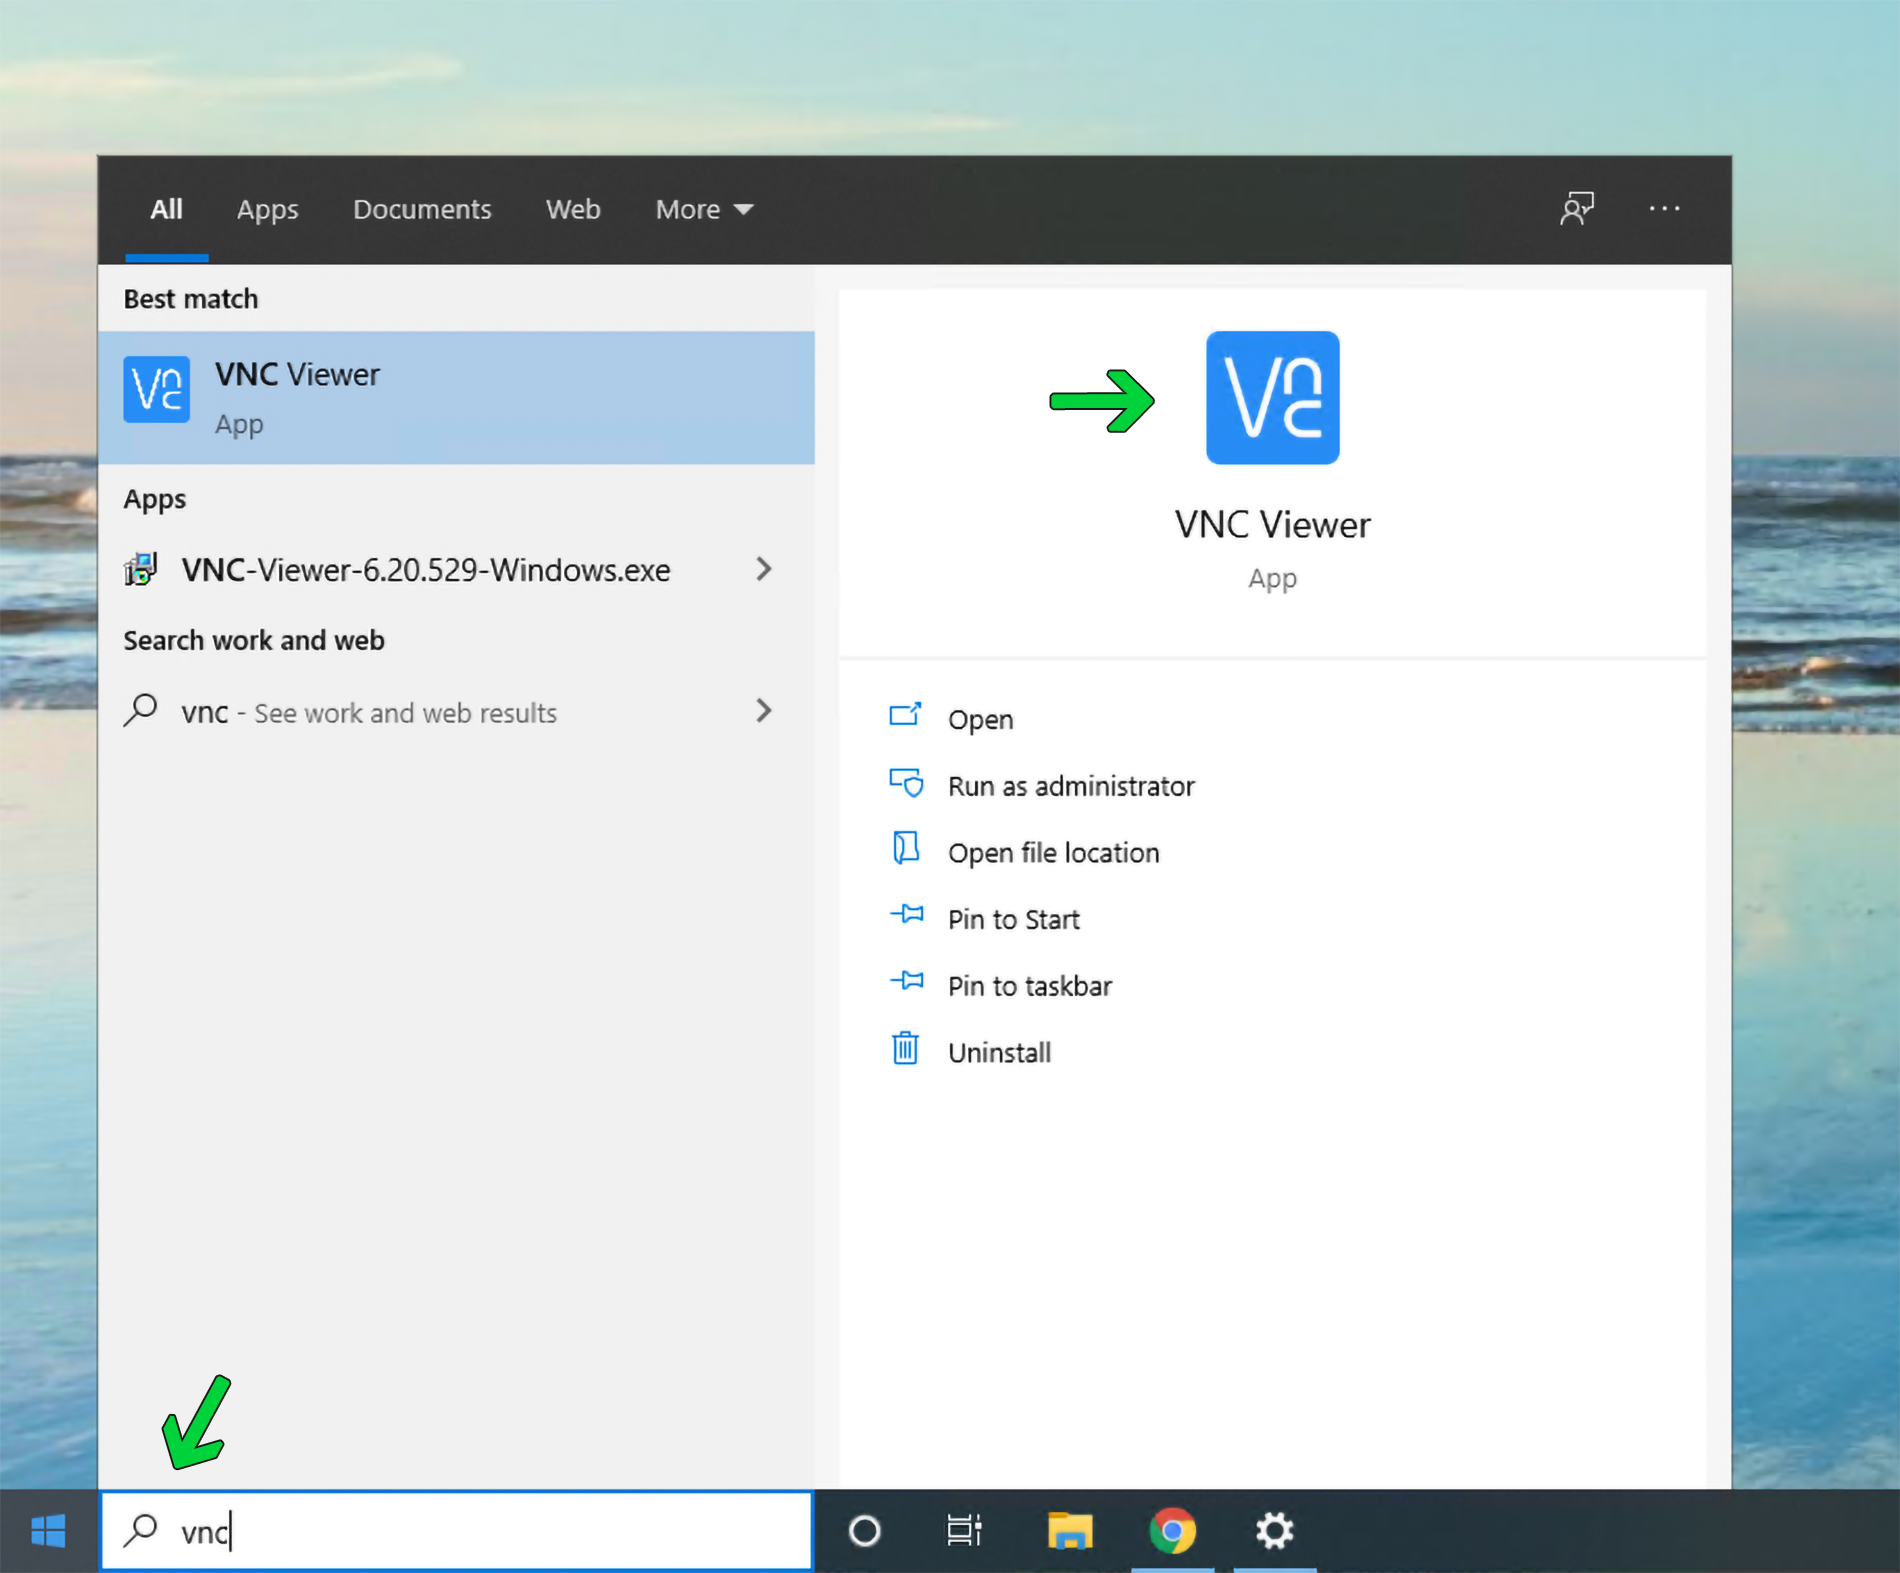 All Apps Documents Web More
Best match
VNC Viewer
App
Apps
VNC-Viewer-6.20.529-Windows.exe
Search work and web
vnc - See work and web results
VNC
VNC Viewer
App
Open
Run as administrator
Open file location
Pin to Start
Pin to taskbar
Uninstall
vnc